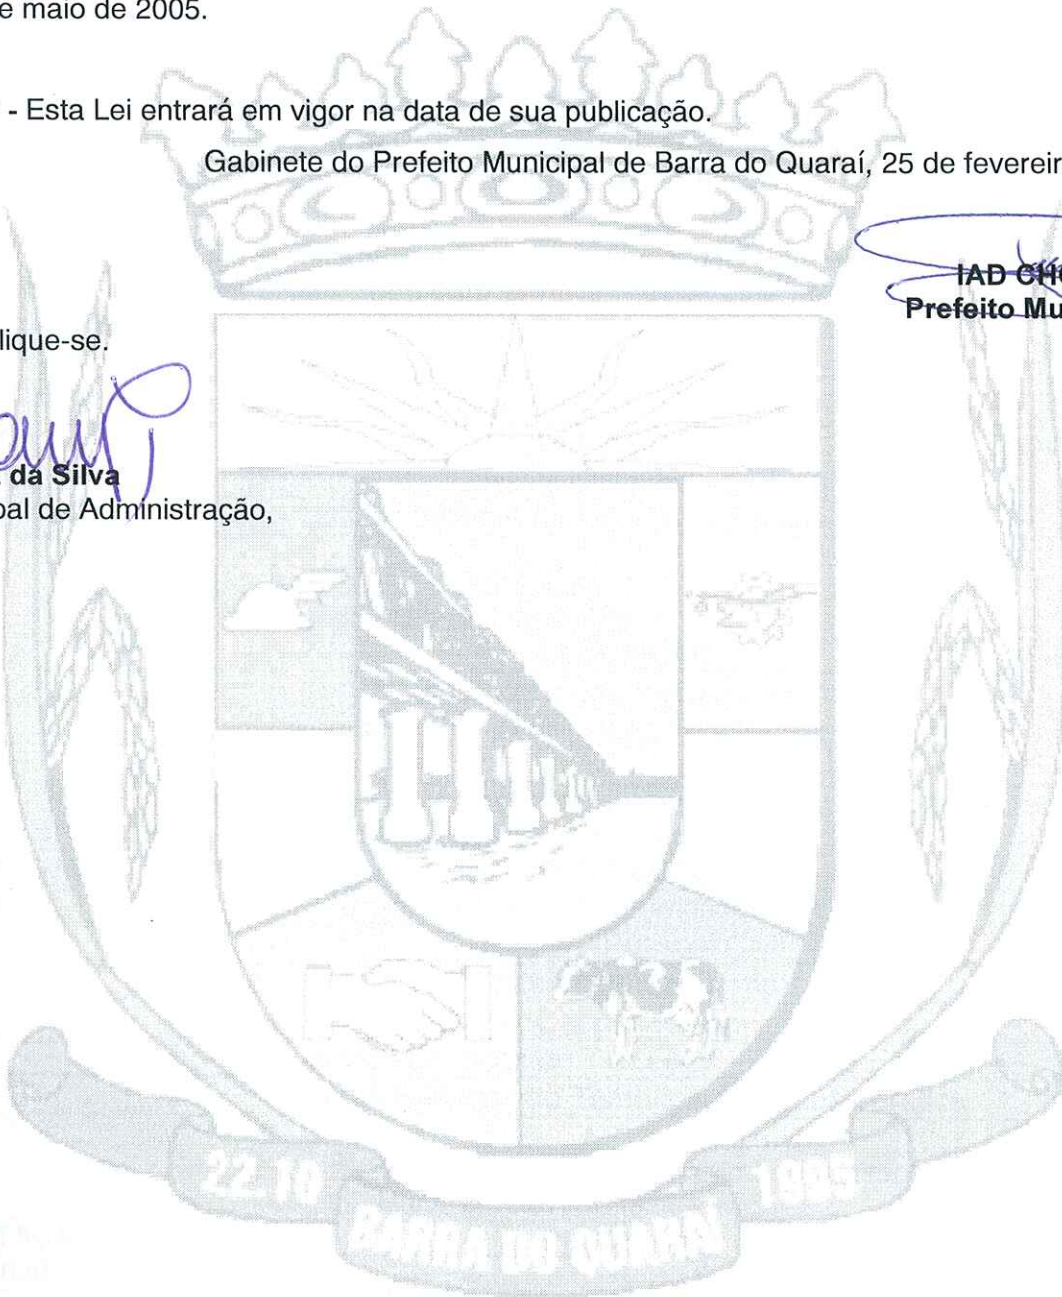 e maio de 2005.
- Esta Lei entrará em vigor na data de sua publicação.
Gabinete do Prefeito Municipal de Barra do Quaraí, 25 de fevereir
IAD CHO
Prefeito Mu
lique-se.
da Silva
pal de Administração,
22.10
1995
BARRA DO QUARAÍ